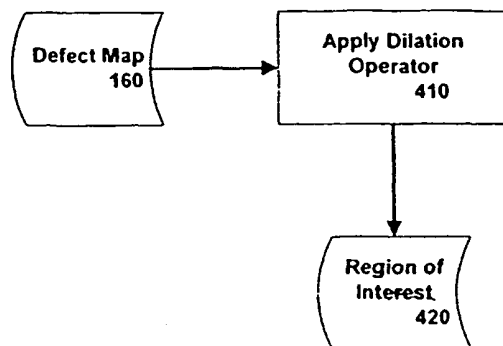 Defect Map
160
Apply Dilation
Operator
410
Region of
Interest
420